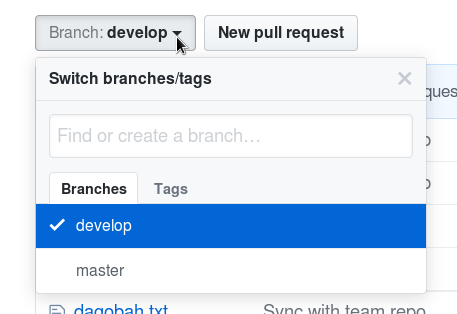 Branch: develop
New pull request
Switch branches/tags
ques
Find or create a branch…
Branches
Tags
develop
master
dagobah.txt
Sync with team repo